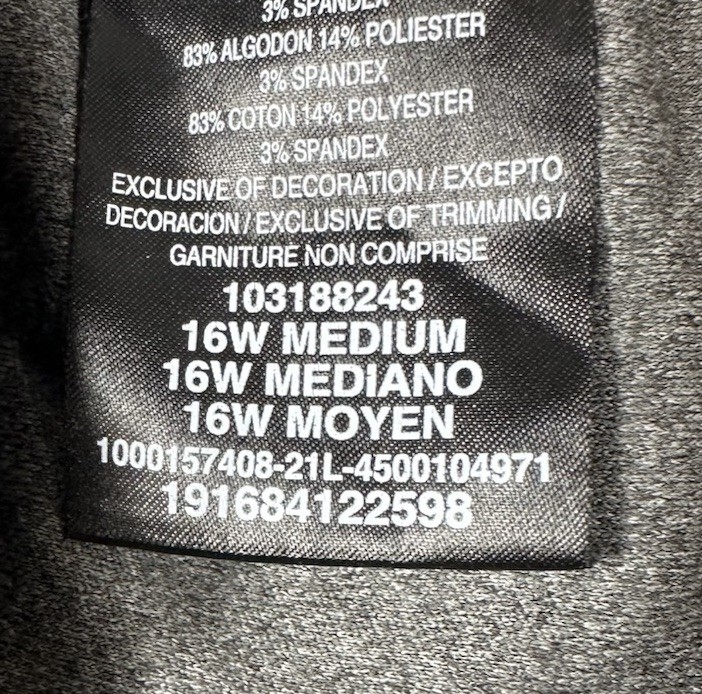 3% SPANDEX
83% ALGODON 14% POLIESTER
3% SPANDEX
83% COTON 14% POLYESTER
3% SPANDEX
EXCLUSIVE OF DECORATION / EXCEPTO
DECORACION / EXCLUSIVE OF TRIMMING /
GARNITURE NON COMPRISE
103188243
16W MEDIUM
16W MEDIANO
16W MOYEN
1000157408-21L-4500104971
191684122598